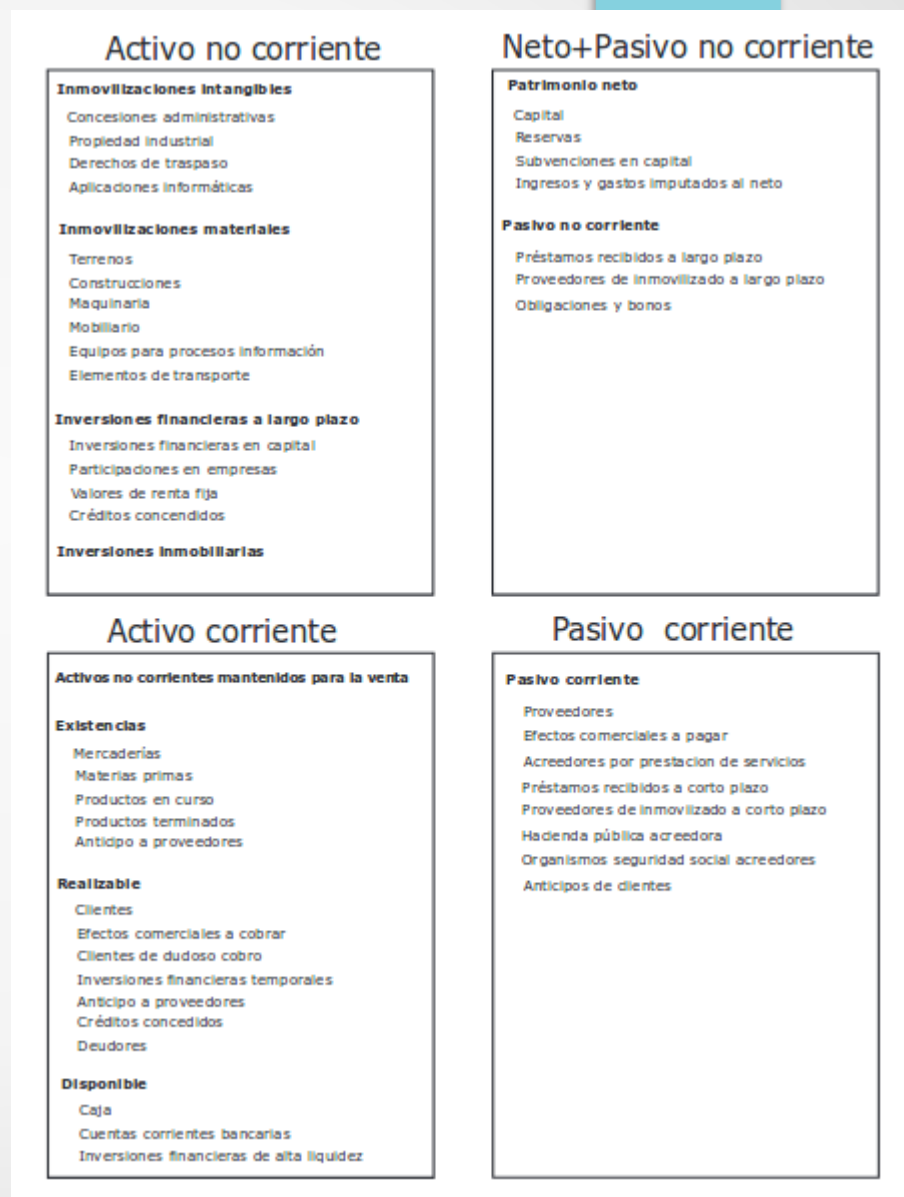 Activo no corriente
Inmovilizaciones intangibles
Concesiones administrativas
Propiedad industrial
Derechos de traspaso
Aplicaciones informáticas
Inmovilizaciones materiales
Terrenos
Construcciones
Maquinaria
Mobiliario
Equipos para procesos información
Elementos de transporte
Inversiones financieras a largo plazo
Inversiones financieras en capital
Participaciones en empresas
Valores de renta fija
Créditos concendidos
Inversiones inmobiliarias
Neto+Pasivo no corriente
Patrimonio neto
Capital
Reservas
Subvenciones en capital
Ingresos y gastos imputados al neto
Pasivo no corriente
Préstamos recibidos a largo plazo
Proveedores de inmovilizado a largo plazo
Obligaciones y bonos
Activo corriente
Activos no corrientes mantenidos para la venta
Existencias
Mercaderías
Materias primas
Productos en curso
Productos terminados
Anticipo a proveedores
Realizable
Clientes
Efectos comerciales a cobrar
Clientes de dudoso cobro
Inversiones financieras temporales
Anticipo a proveedores
Créditos concedidos
Deudores
Disponible
Caja
Cuentas corrientes bancarias
Inversiones financieras de alta liquidez
Pasivo corriente
Pasivo corriente
Proveedores
Efectos comerciales a pagar
Acreedores por prestacion de servicios
Préstamos recibidos a corto plazo
Proveedores de inmovilzado a corto plazo
Hacienda pública acreedora
Organismos seguridad social acreedores
Anticipos de clientes